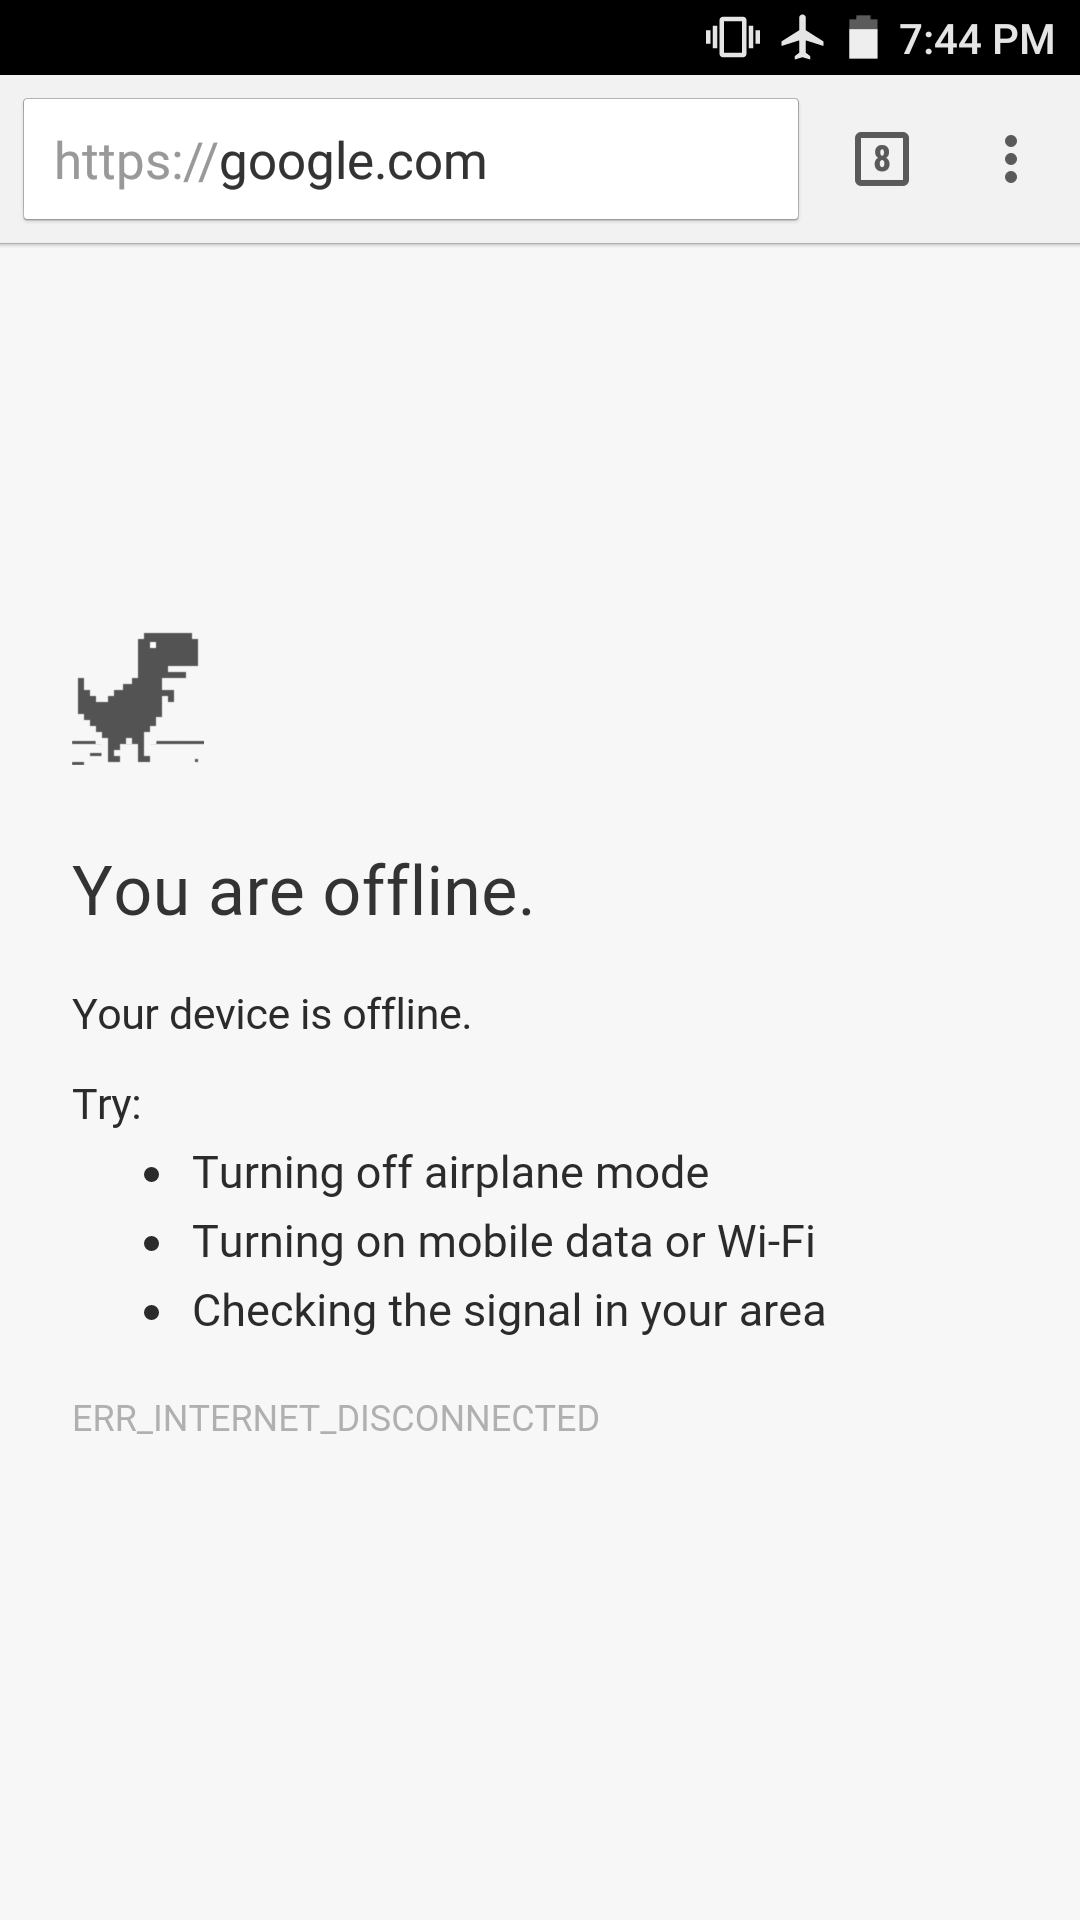 7:44 PM
https://google.com
8
You are offline.
Your device is offline.
Try:
Turning off airplane mode
Turning on mobile data or Wi-Fi
Checking the signal in your area
ERR_INTERNET_DISCONNECTED